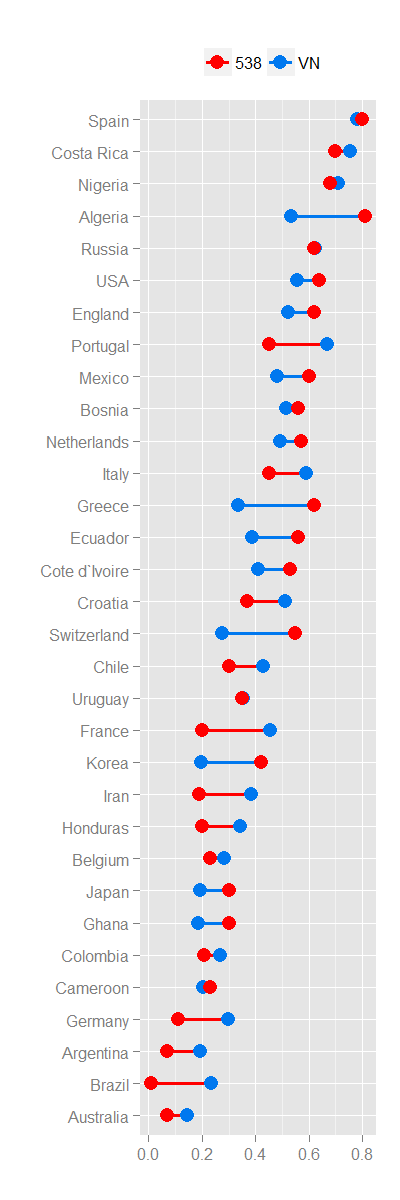 538 VN
Spain
Costa Rica
Nigeria
Algeria
Russia
USA
England
Portugal
Mexico
Bosnia
Netherlands
Italy
Greece
Ecuador
Cote d`Ivoire
Croatia
Switzerland
Chile
Uruguay
France
Korea
Iran
Honduras
Belgium
Japan
Ghana
Colombia
Cameroon
Germany
Argentina
Brazil
Australia
0.0 0.2 0.4 0.6 0.8